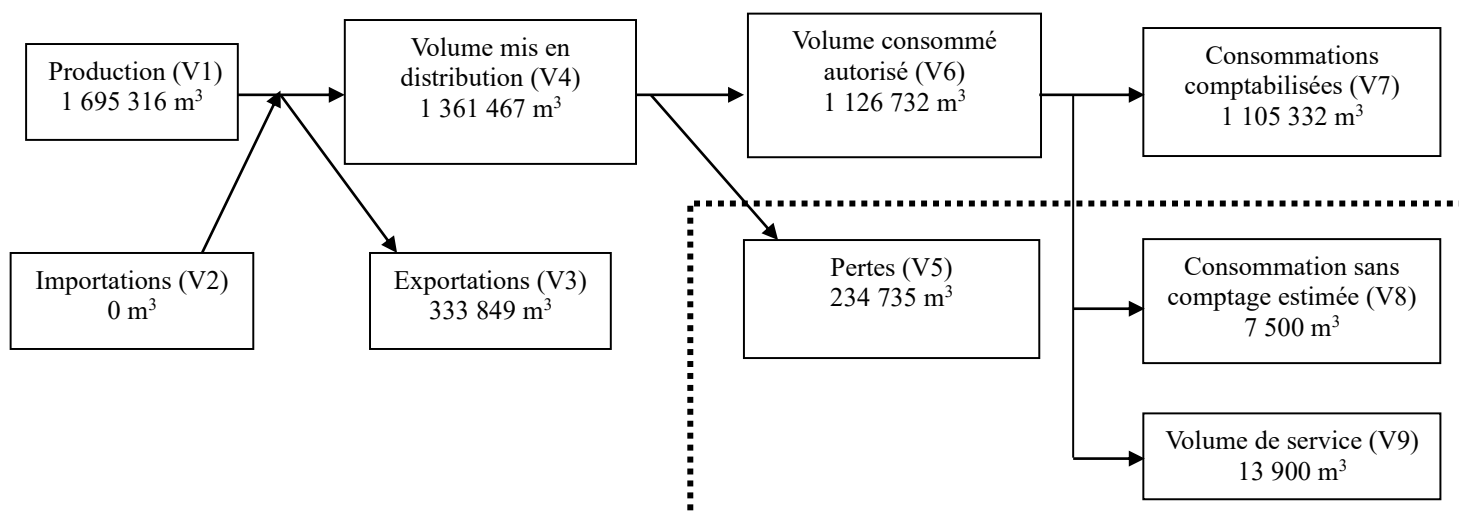 Production (V1)
1 695 316 m³
Volume mis en
distribution (V4)
1 361 467 m³
Volume consommé
autorisé (V6)
1 126 732 m³
Consommations
comptabilisées (V7)
1 105 332 m³
Importations (V2)
0 m³
Exportations (V3)
333 849 m³
Pertes (V5)
234 735 m³
Consommation sans
comptage estimée (V8)
7 500 m³
Volume de service (V9)
13 900 m³